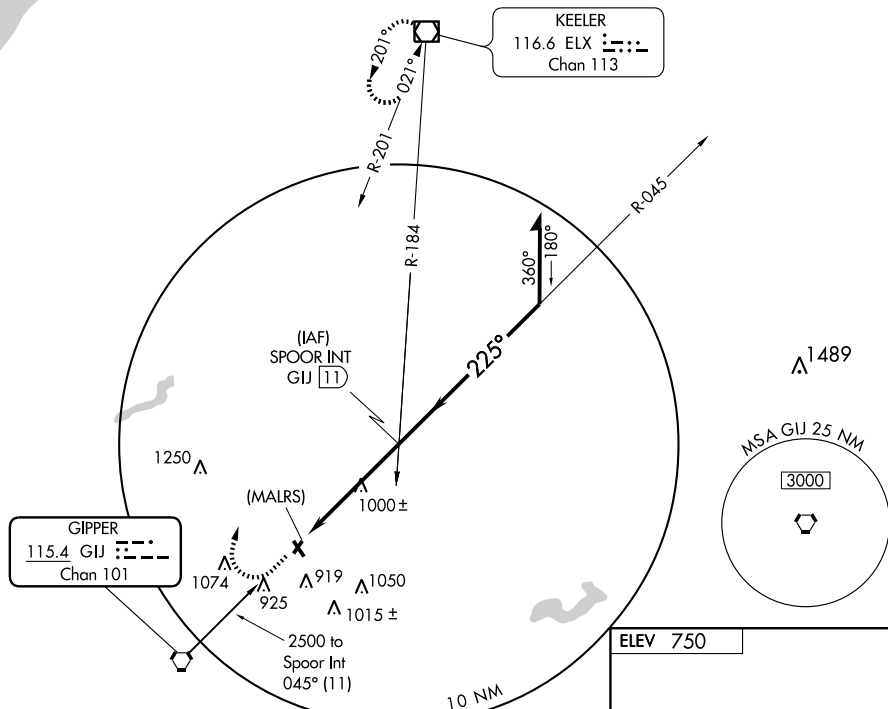 KEELER
116.6 ELX
Chan 113
201°
021°
R-201
R-045
R-184
360°
180°
(IAF)
SPOOR INT
GIJ 11
225°
1489
MSA GIJ 25 NM
3000
1250
(MALRS)
1000 ±
GIPPER
115.4 GIJ
Chan 101
1074
925
919
1050
1015 ±
2500 to
Spoor Int
045° (11)
10 NM
ELEV 750